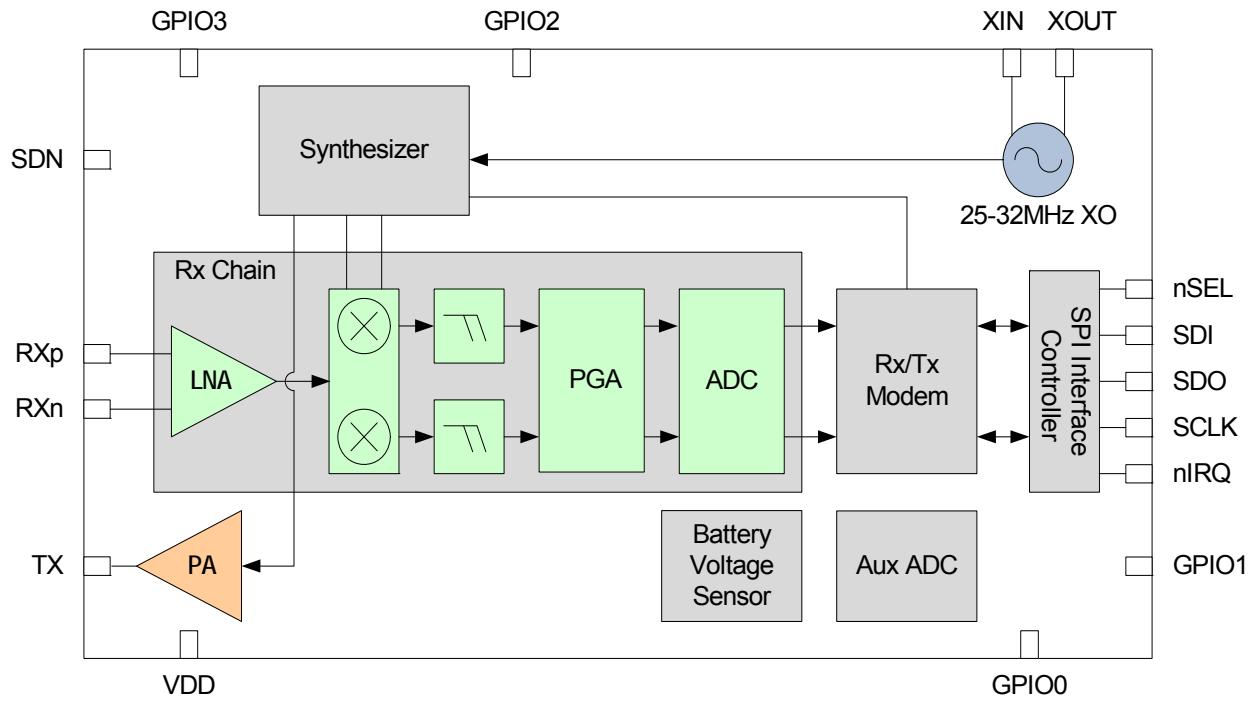 GPIO3
GPIO2
XIN
XOUT
Synthesizer
SDN
25-32MHz XO
Rx Chain
nSEL
SDI
SDO
SCLK
nIRQ
SPI Interface
Controller
RXp
RXn
LNA
PGA
ADC
Rx/Tx
Modem
TX
PA
Battery
Voltage
Sensor
Aux ADC
GPIO1
VDD
GPIO0